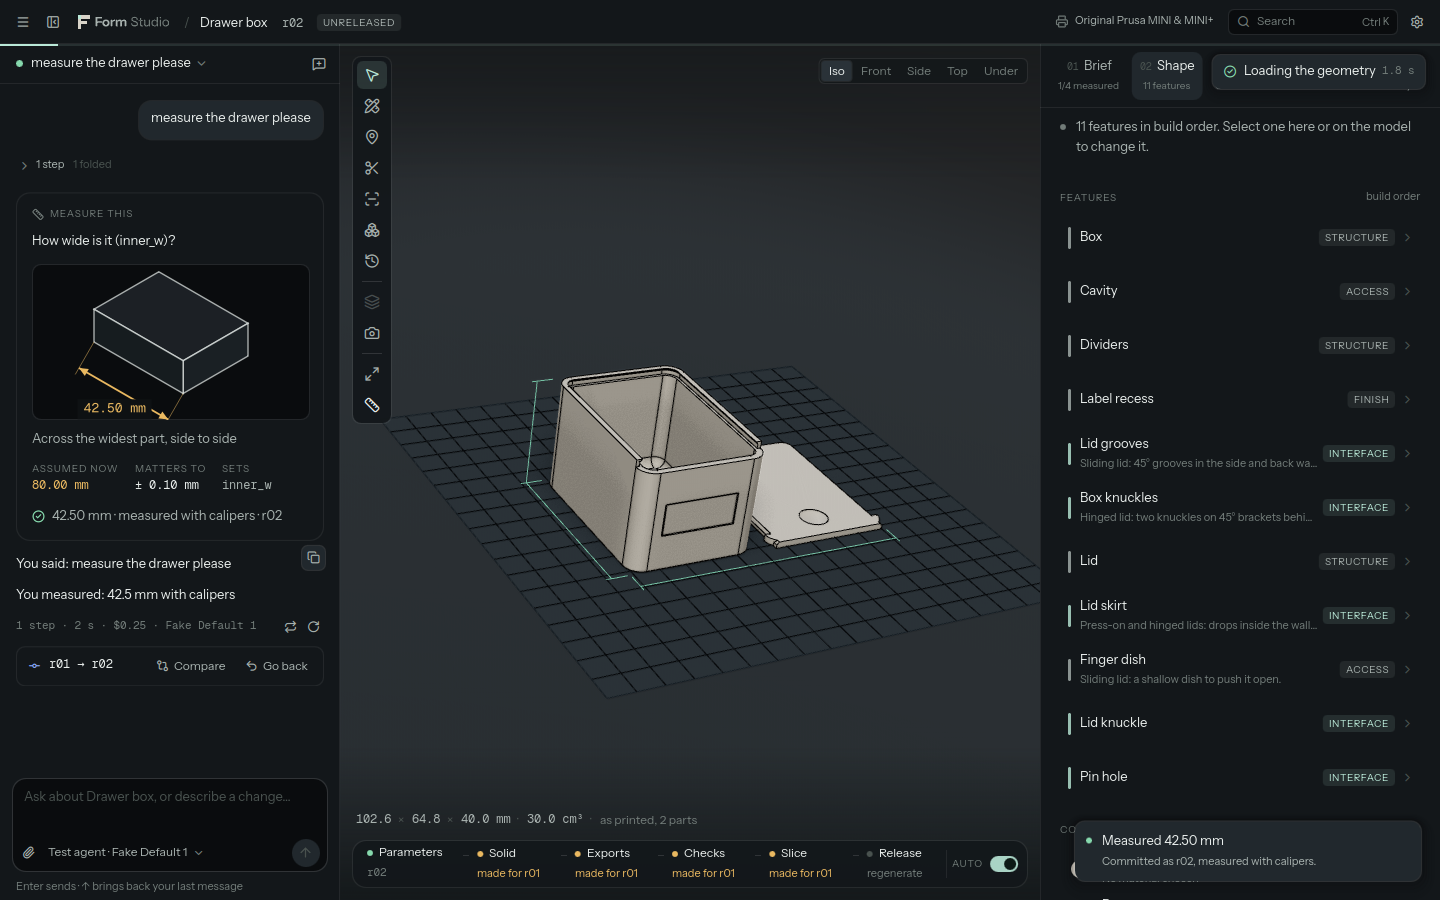 Form Studio / Drawer box r02 UNRELEASED
Original Prusa MINI & MINI+
Search Ctrl K
measure the drawer please
measure the drawer please
1 step 1 folded
MEASURE THIS
How wide is it (inner_w)?
42.50 mm
Across the widest part, side to side
ASSUMED NOW MATTERS TO SETS
80.00 mm ± 0.10 mm inner_w
42.50 mm · measured with calipers · r02
You said: measure the drawer please
You measured: 42.5 mm with calipers
1 step · 2 s · $0.25 · Fake Default 1
r01 → r02 Compare Go back
Ask about Drawer box, or describe a change...
Test agent · Fake Default 1
Enter sends · ↑ brings back your last message
Iso Front Side Top Under
102.6 × 64.8 × 40.0 mm · 30.0 cm³ · as printed, 2 parts
Parameters – Solid – Exports – Checks – Slice – Release
r02 made for r01 made for r01 made for r01 made for r01 regenerate
AUTO
01 Brief 02 Shape
1/4 measured 11 features
Loading the geometry 1.8 s
11 features in build order. Select one here or on the model
to change it.
FEATURES build order
Box STRUCTURE
Cavity ACCESS
Dividers STRUCTURE
Label recess FINISH
Lid grooves INTERFACE
Sliding lid: 45° grooves in the side and back wa...
Box knuckles INTERFACE
Hinged lid: two knuckles on 45° brackets behi...
Lid STRUCTURE
Lid skirt INTERFACE
Press-on and hinged lids: drops inside the wall...
Finger dish ACCESS
Sliding lid: a shallow dish to push it open.
Lid knuckle INTERFACE
Pin hole INTERFACE
Measured 42.50 mm
Committed as r02, measured with calipers.